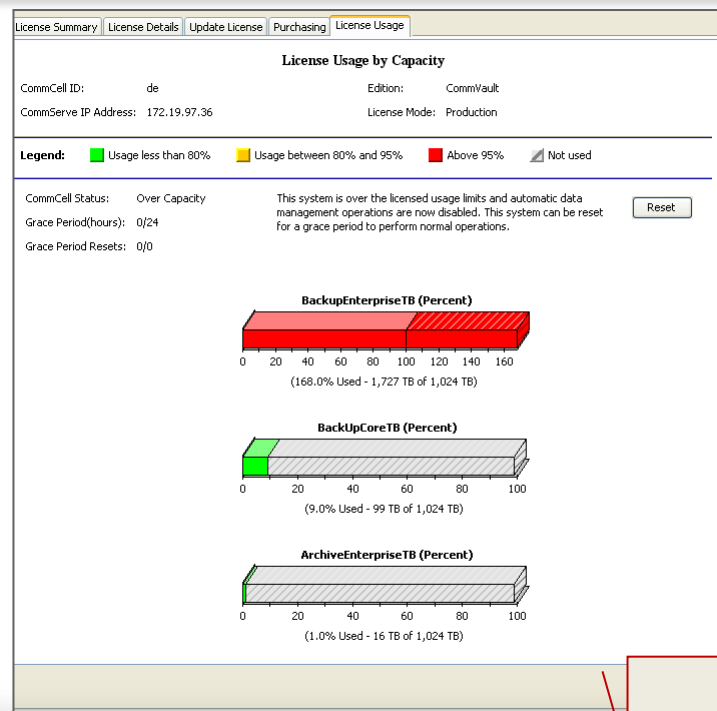 License Summary License Details Update License Purchasing License Usage
License Usage by Capacity
CommCell ID: de Edition: CommVault
CommServe IP Address: 172.19.97.36 License Mode: Production
Legend: Usage less than 80% Usage between 80% and 95% Above 95% Not used
CommCell Status: Over Capacity
Grace Period(hours): 0/24
Grace Period Resets: 0/0
This system is over the licensed usage limits and automatic data
management operations are now disabled. This system can be reset
for a grace period to perform normal operations.
Reset
BackupEnterpriseTB (Percent)
0 20 40 60 80 100 120 140 160
(168.0% Used - 1,727 TB of 1,024 TB)
BackUpCoreTB (Percent)
0 20 40 60 80 100
(9.0% Used - 99 TB of 1,024 TB)
ArchiveEnterpriseTB (Percent)
0 20 40 60 80 100
(1.0% Used - 16 TB of 1,024 TB)